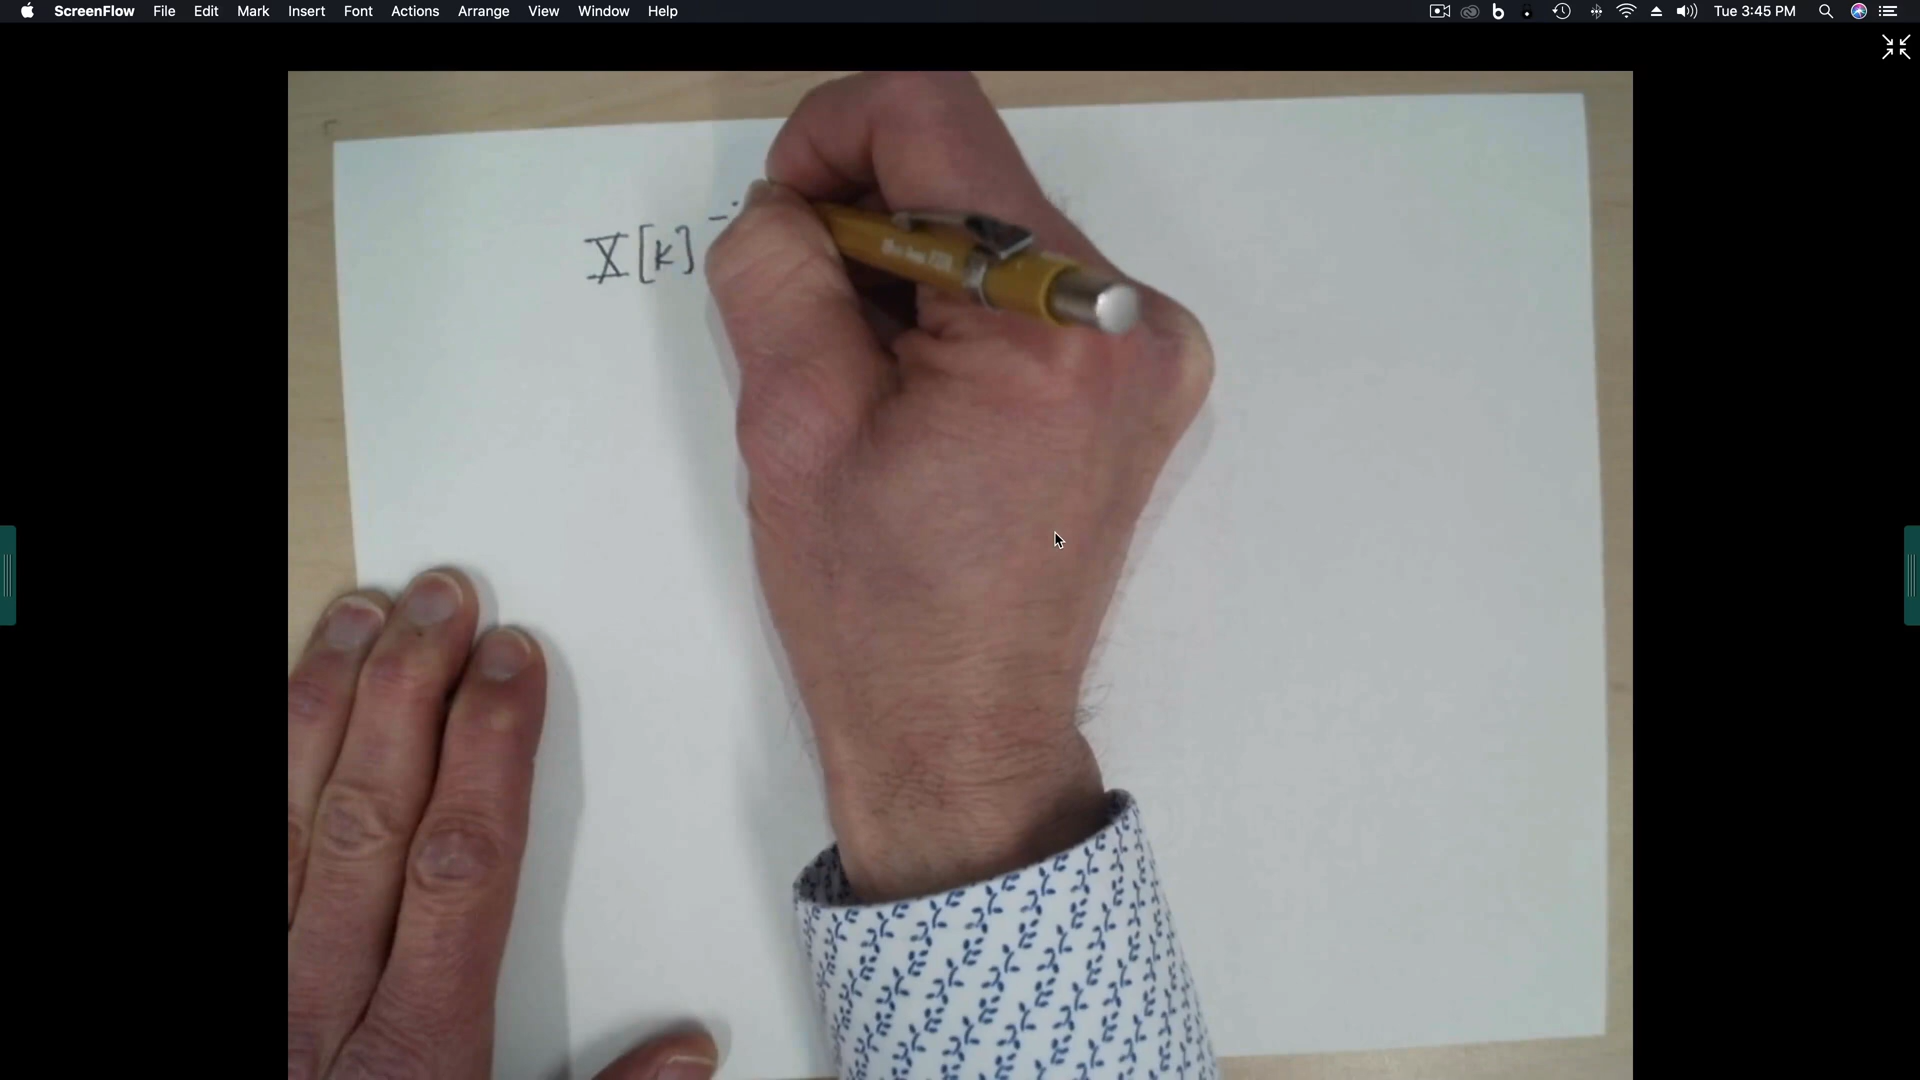 ScreenFlow File Edit Mark Insert Font Actions Arrange View Window Help Tue 3:45 PM
X[k] -